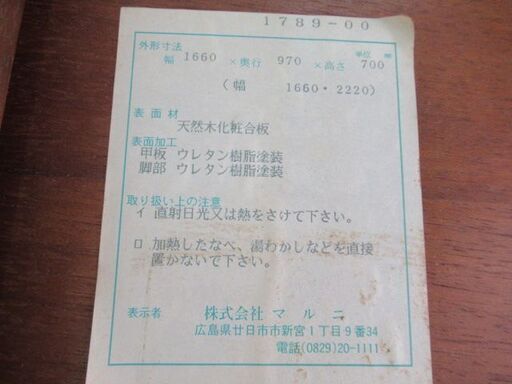 1789-00
外形寸法 単位 ㎜
幅 1660 ×奥行 970 ×高さ 700
(幅 1660・2220)
表面材
天然木化粧合板
表面加工
甲板 ウレタン樹脂塗装
脚部 ウレタン樹脂塗装
取り扱い上の注意
イ 直射日光又は熱をさけて下さい。
ロ 加熱したなべ、湯わかしなどを直接
置かないで下さい。
表示者 株式会社 マルニ
広島県廿日市市新宮1丁目9番34
電話(0829)20-1111